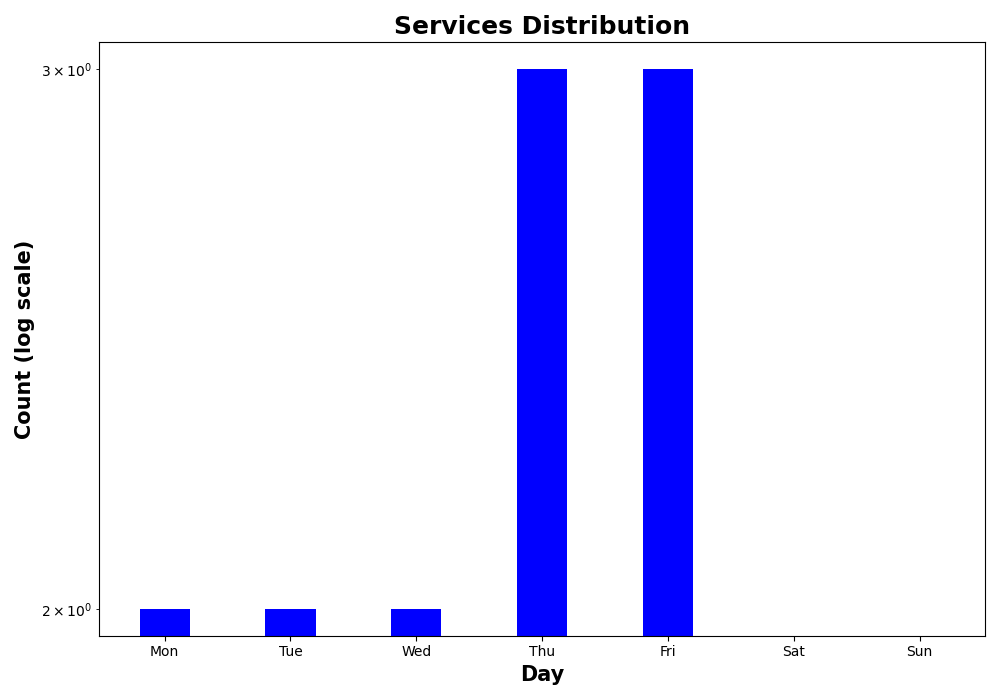 Services Distribution
3 × 10⁰
Count (log scale)
2 × 10⁰
Mon Tue Wed Thu Fri Sat Sun
Day